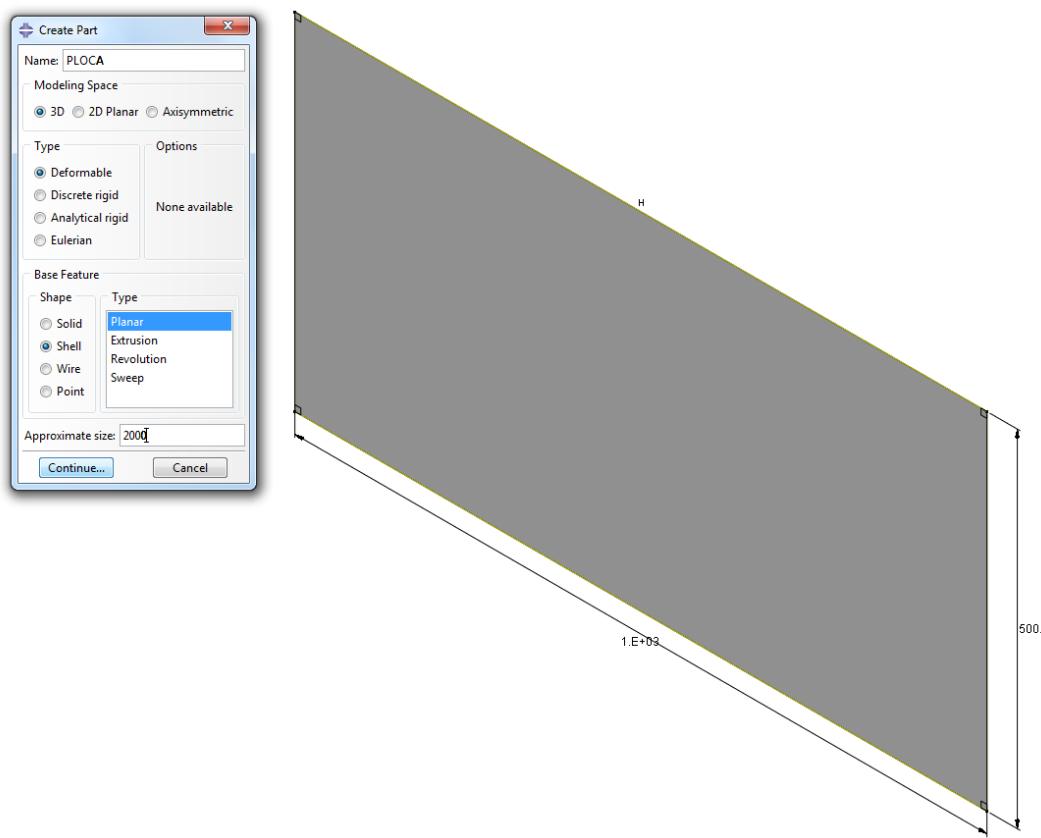 Create Part
Name: PLOCA
Modeling Space
3D 2D Planar Axisymmetric
Type
Deformable
Discrete rigid
Analytical rigid
Eulerian
Options
None available
Base Feature
Shape
Solid
Shell
Wire
Point
Type
Planar
Extrusion
Revolution
Sweep
Approximate size: 2000
Continue... Cancel
H
1.E+03
500.